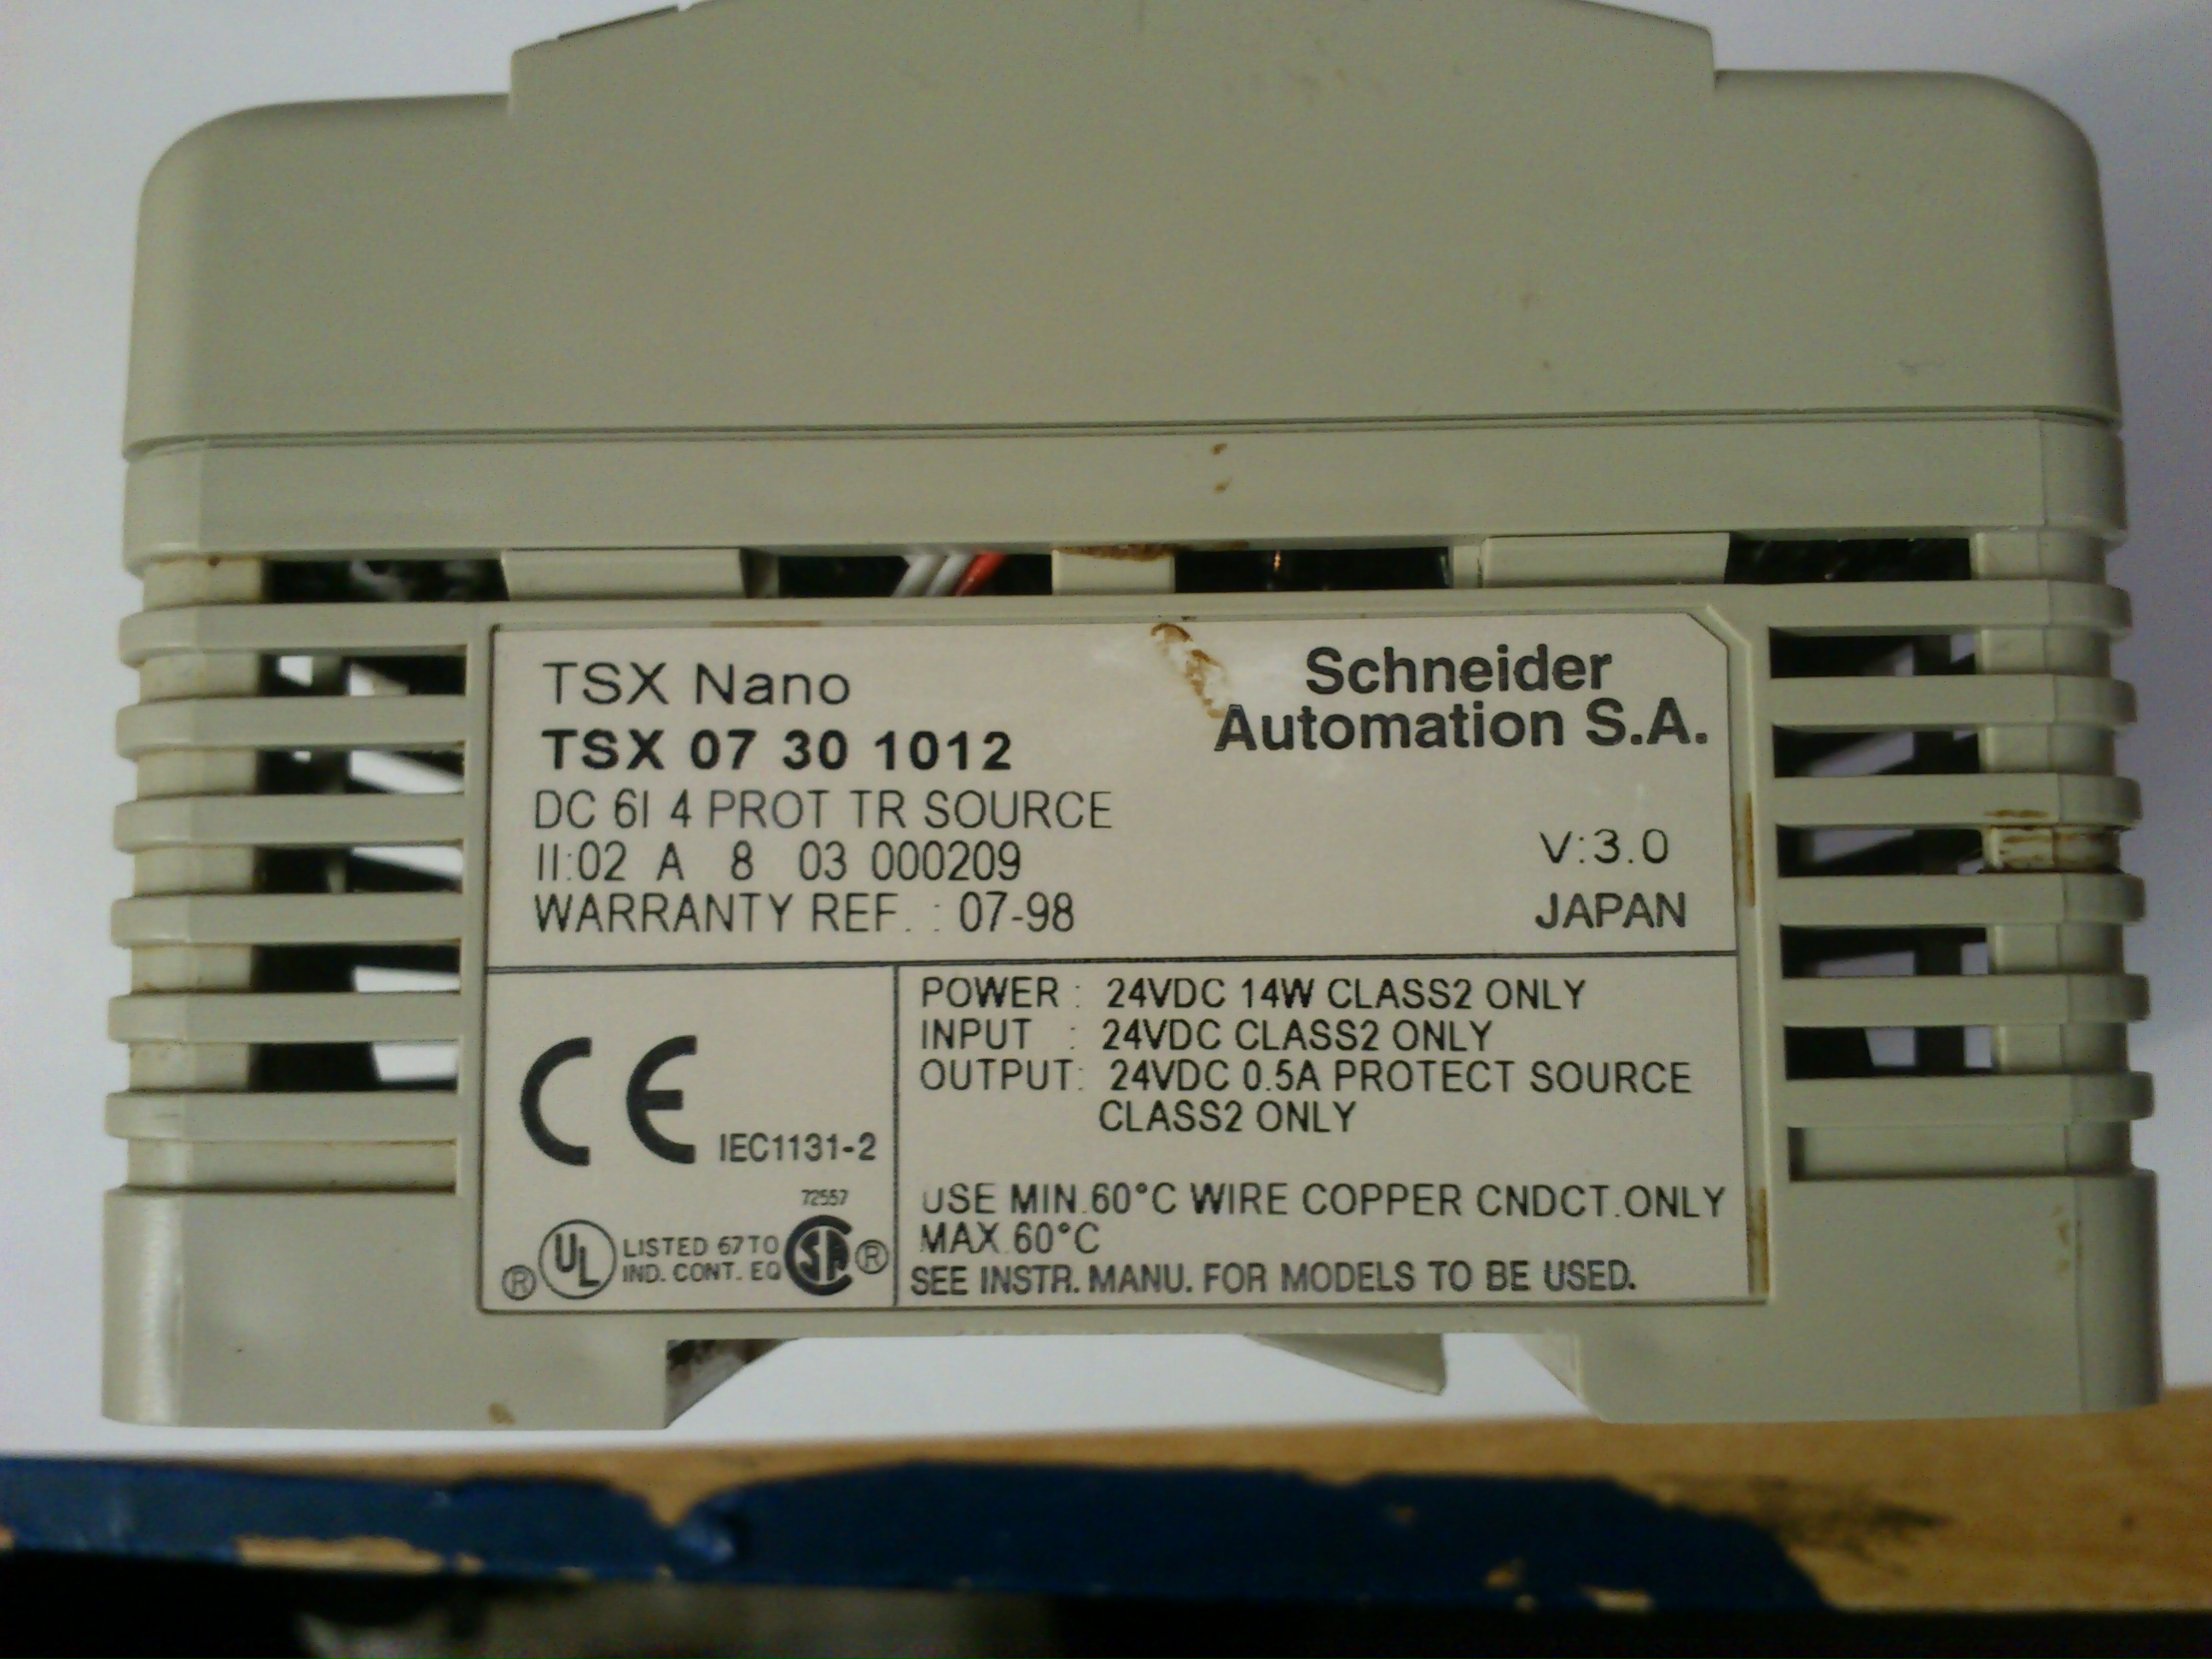 TSX Nano
TSX 07 30 1012
DC 6I 4 PROT TR SOURCE
II:02 A 8 03 000209
WARRANTY REF. : 07-98
Schneider
Automation S.A.
V:3.0
JAPAN
CE
IEC1131-2
72557
® UL LISTED 67TO
IND. CONT. EQ
SA ®
POWER : 24VDC 14W CLASS2 ONLY
INPUT : 24VDC CLASS2 ONLY
OUTPUT: 24VDC 0.5A PROTECT SOURCE
CLASS2 ONLY
USE MIN.60°C WIRE COPPER CNDCT.ONLY
MAX.60°C
SEE INSTR. MANU. FOR MODELS TO BE USED.